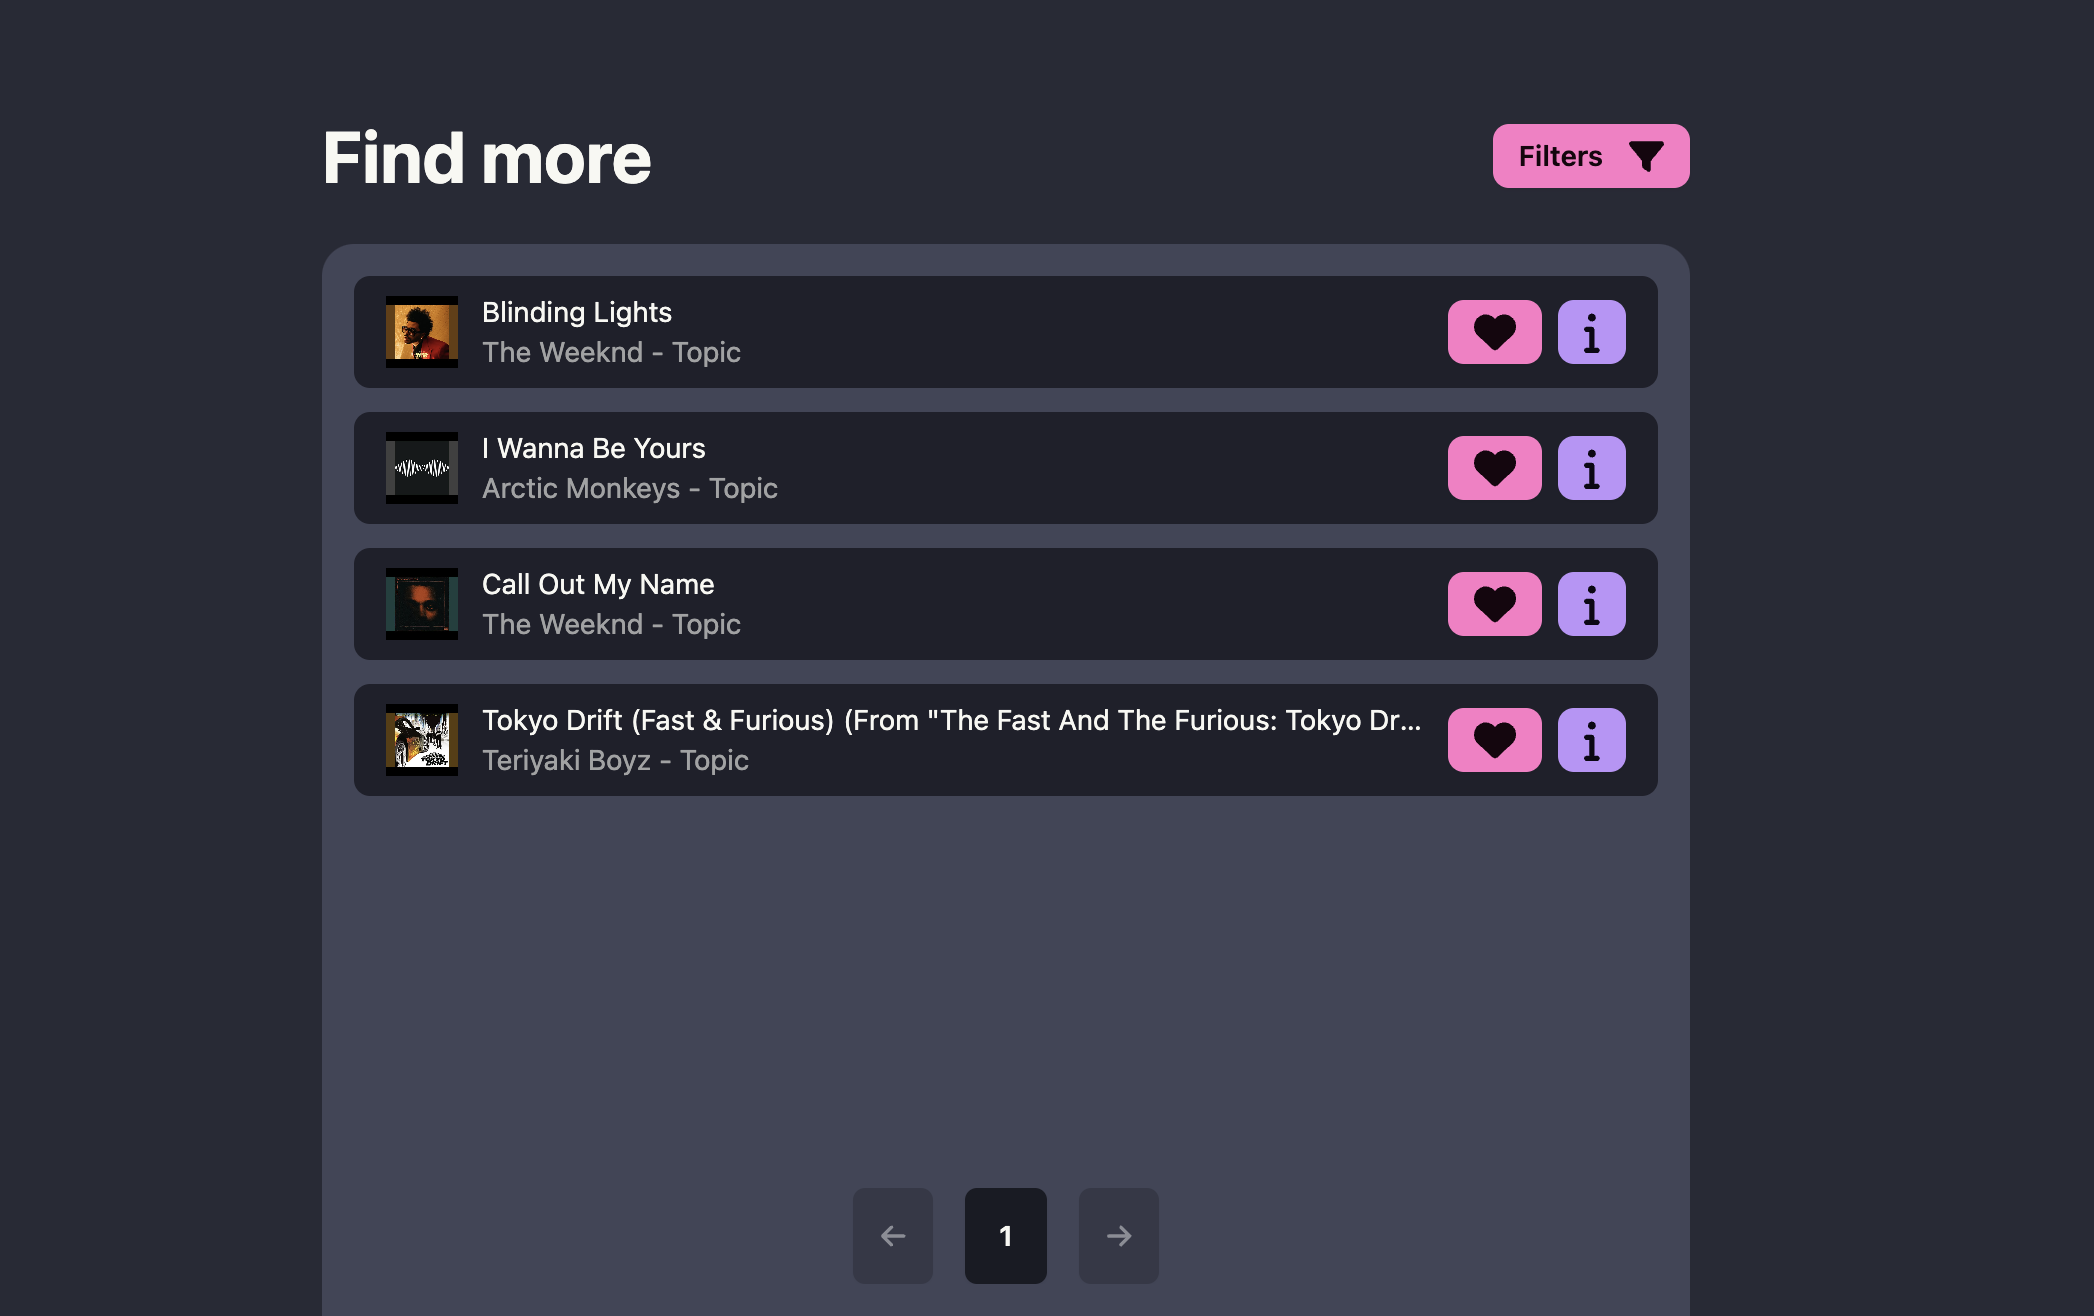 Find more
Filters
Blinding Lights
The Weeknd - Topic
I Wanna Be Yours
Arctic Monkeys - Topic
Call Out My Name
The Weeknd - Topic
Tokyo Drift (Fast & Furious) (From "The Fast And The Furious: Tokyo Dr...
Teriyaki Boyz - Topic
1